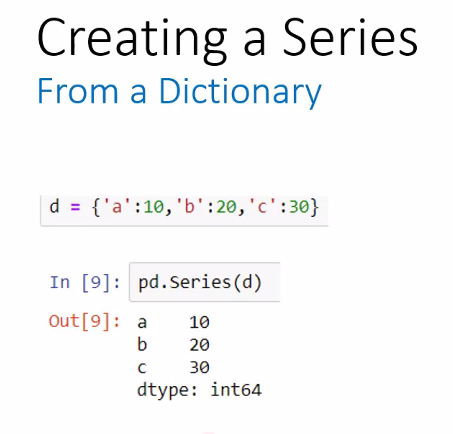 Creating a Series
From a Dictionary
d = {'a':10,'b':20,'c':30}
In [9]: pd.Series(d)
Out[9]: a 10
b 20
c 30
dtype: int64